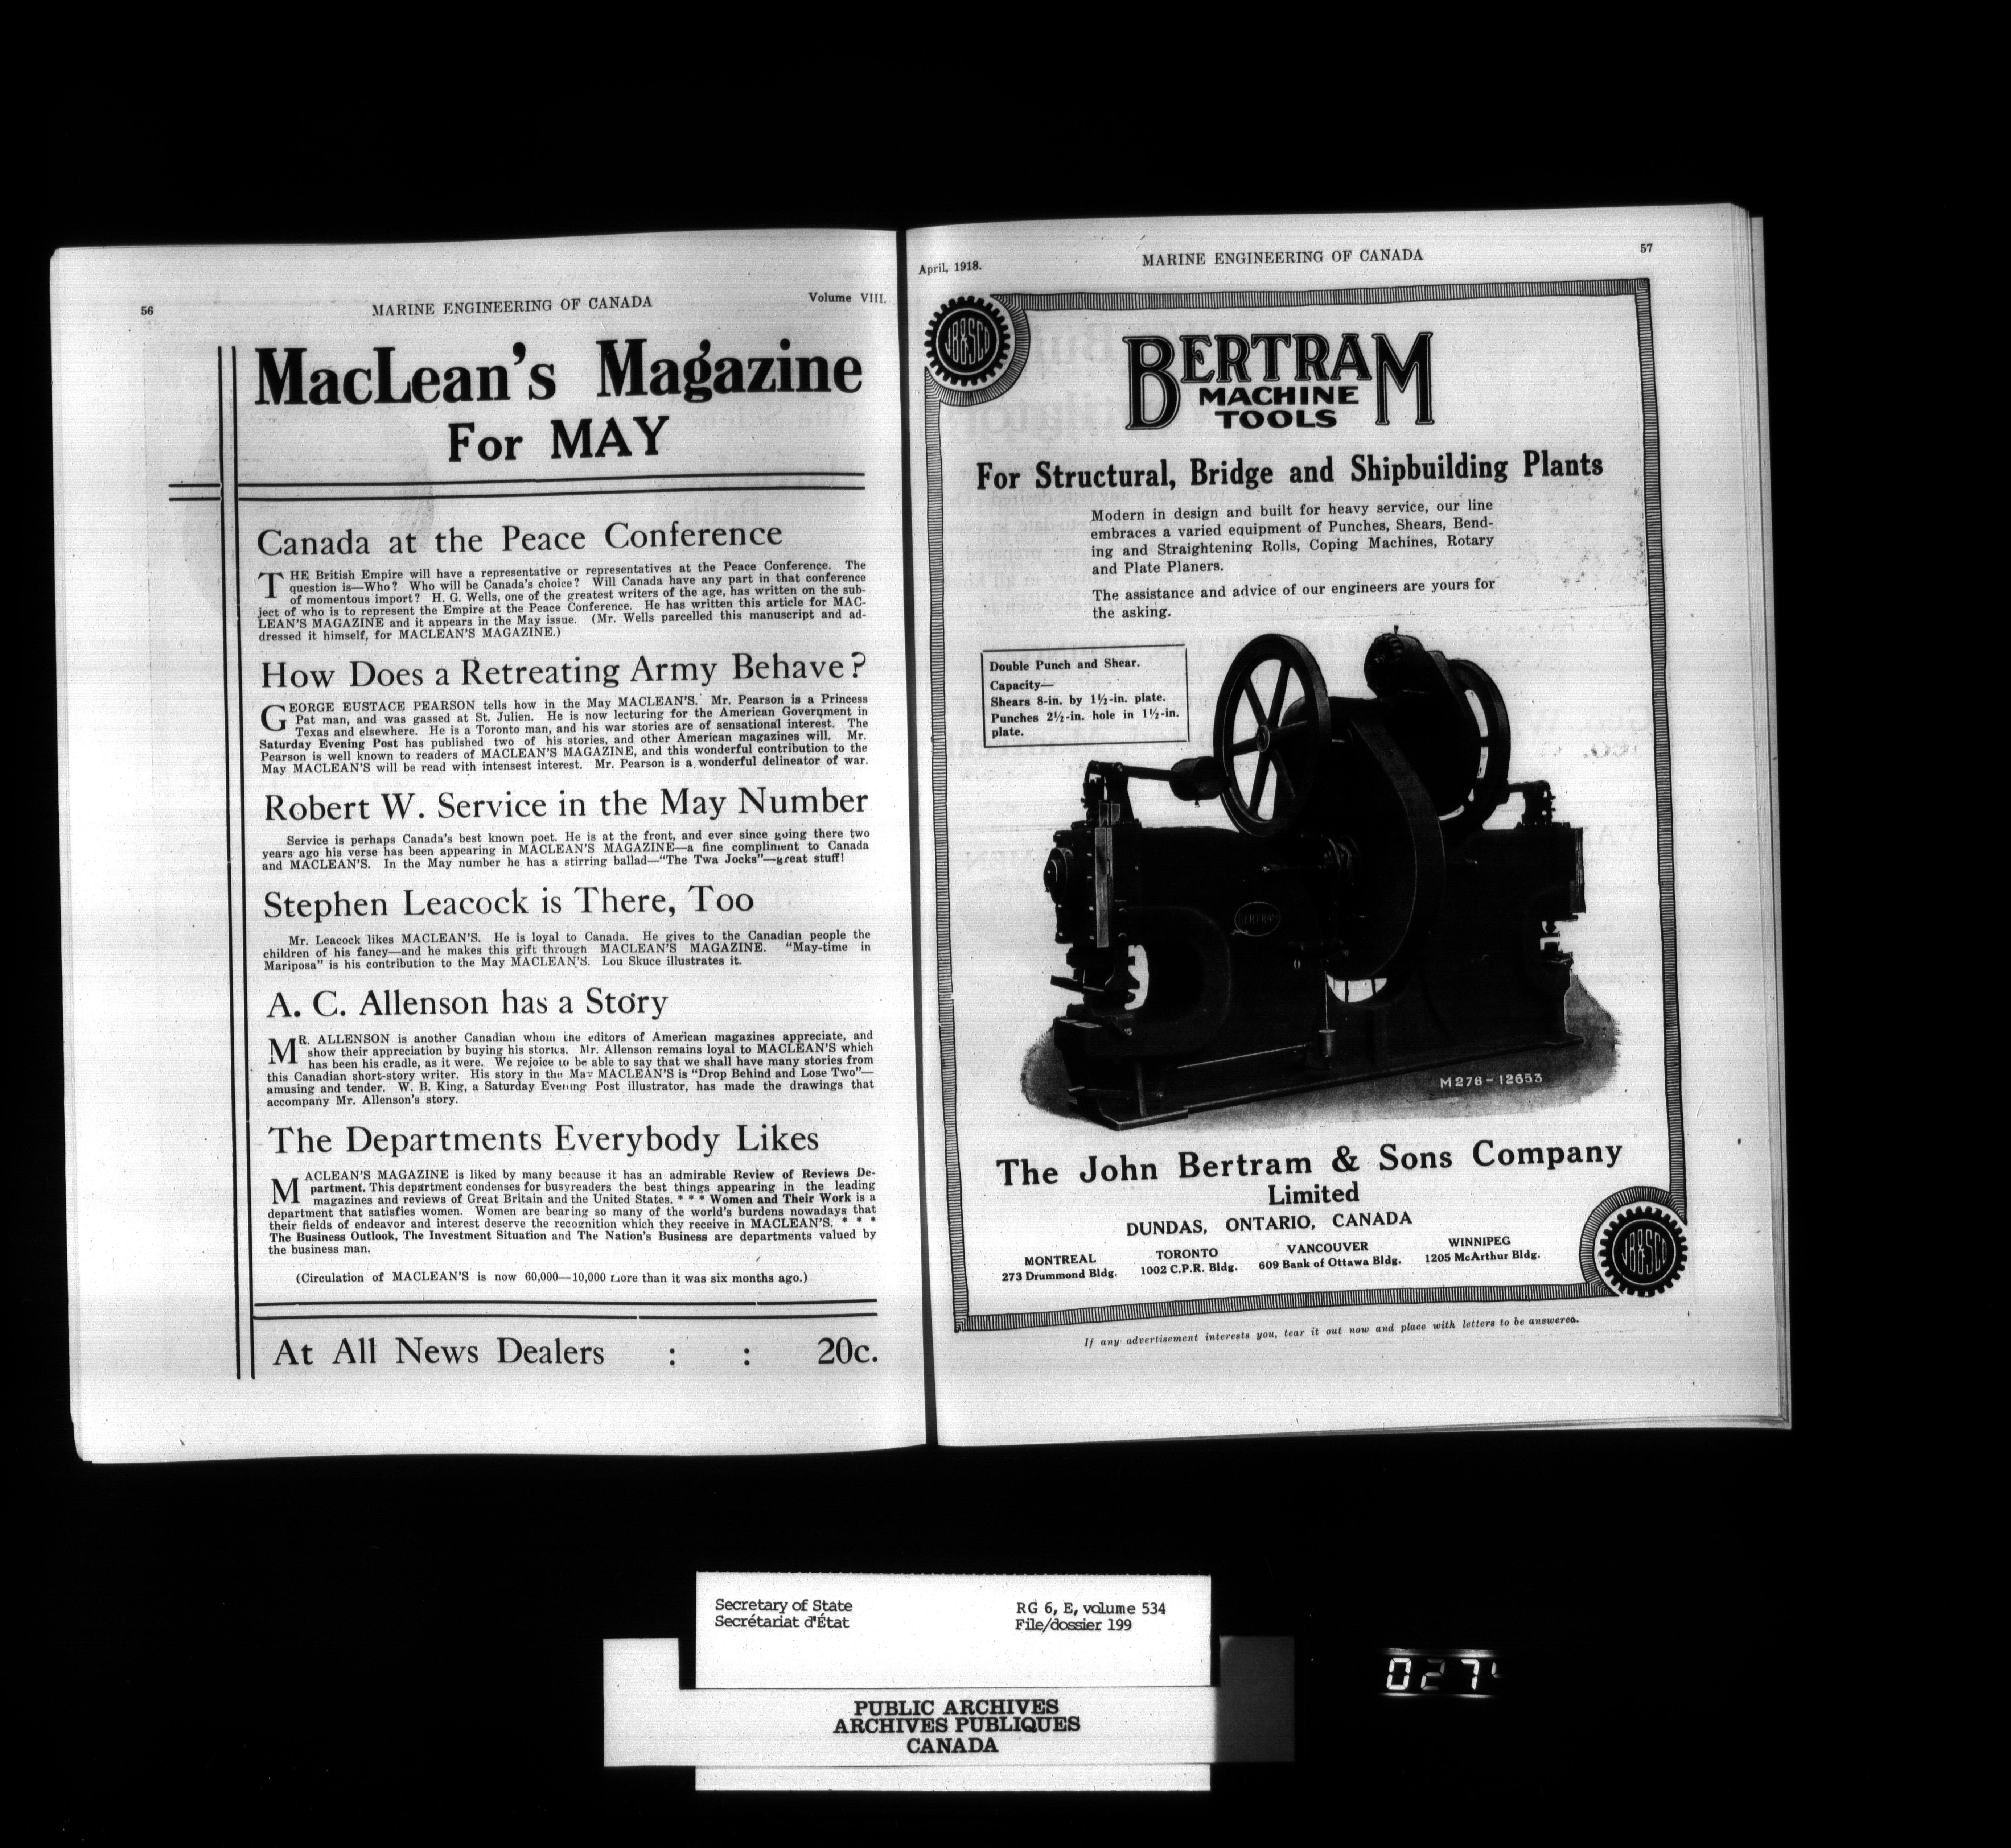 56
MARINE ENGINEERING OF CANADA
Volume VIII.
MacLean's Magazine
For MAY
Canada at the Peace Conference
THE British Empire will have a representative or representatives at the Peace Conference. The
question is—Who? Who will be Canada's choice? Will Canada have any part in that conference
of momentous import? H. G. Wells, one of the greatest writers of the age, has written on the sub-
ject of who is to represent the Empire at the Peace Conference. He has written this article for MAC-
LEAN'S MAGAZINE and it appears in the May issue. (Mr. Wells parcelled this manuscript and ad-
dressed it himself, for MACLEAN'S MAGAZINE.)
How Does a Retreating Army Behave?
GEORGE EUSTACE PEARSON tells how in the May MACLEAN'S. Mr. Pearson is a Princess
Pat man, and was gassed at St. Julien. He is now lecturing for the American Government in
Texas and elsewhere. He is a Toronto man, and his war stories are of sensational interest. The
Saturday Evening Post has published two of his stories, and other American magazines will. Mr.
Pearson is well known to readers of MACLEAN'S MAGAZINE, and this wonderful contribution to the
May MACLEAN'S will be read with intensest interest. Mr. Pearson is a wonderful delineator of war.
Robert W. Service in the May Number
Service is perhaps Canada's best known poet. He is at the front, and ever since going there two
years ago his verse has been appearing in MACLEAN'S MAGAZINE—a fine compliment to Canada
and MACLEAN'S. In the May number he has a stirring ballad—"The Twa Jocks"—great stuff!
Stephen Leacock is There, Too
Mr. Leacock likes MACLEAN'S. He is loyal to Canada. He gives to the Canadian people the
children of his fancy—and he makes this gift through MACLEAN'S MAGAZINE. "May-time in
Mariposa" is his contribution to the May MACLEAN'S. Lou Skuce illustrates it.
A. C. Allenson has a Story
MR. ALLENSON is another Canadian whom the editors of American magazines appreciate, and
show their appreciation by buying his stories. Mr. Allenson remains loyal to MACLEAN'S which
has been his cradle, as it were. We rejoice to be able to say that we shall have many stories from
this Canadian short-story writer. His story in the May MACLEAN'S is "Drop Behind and Lose Two"—
amusing and tender. W. B. King, a Saturday Evening Post illustrator, has made the drawings that
accompany Mr. Allenson's story.
The Departments Everybody Likes
MACLEAN'S MAGAZINE is liked by many because it has an admirable Review of Reviews De-
partment. This department condenses for busyreaders the best things appearing in the leading
magazines and reviews of Great Britain and the United States. * * * Women and Their Work is a
department that satisfies women. Women are bearing so many of the world's burdens nowadays that
their fields of endeavor and interest deserve the recognition which they receive in MACLEAN'S. * * *
The Business Outlook, The Investment Situation and The Nation's Business are departments valued by
the business man.
(Circulation of MACLEAN'S is now 60,000—10,000 more than it was six months ago.)
At All News Dealers : : 20c.
April, 1918.
MARINE ENGINEERING OF CANADA
57
JB&SCO
BERTRAM
MACHINE
TOOLS
For Structural, Bridge and Shipbuilding Plants
Modern in design and built for heavy service, our line
embraces a varied equipment of Punches, Shears, Bend-
ing and Straightening Rolls, Coping Machines, Rotary
and Plate Planers.
The assistance and advice of our engineers are yours for
the asking.
Double Punch and Shear.
Capacity—
Shears 8-in. by 1½-in. plate.
Punches 2½-in. hole in 1½-in.
plate.
BERTRAM
M276-12653
The John Bertram & Sons Company
Limited
DUNDAS, ONTARIO, CANADA
MONTREAL
273 Drummond Bldg.
TORONTO
1002 C.P.R. Bldg.
VANCOUVER
609 Bank of Ottawa Bldg.
WINNIPEG
1205 McArthur Bldg.
JB&SCO
If any advertisement interests you, tear it out now and place with letters to be answered.
Secretary of State
Secrétariat d'État
RG 6, E, volume 534
File/dossier 199
PUBLIC ARCHIVES
ARCHIVES PUBLIQUES
CANADA